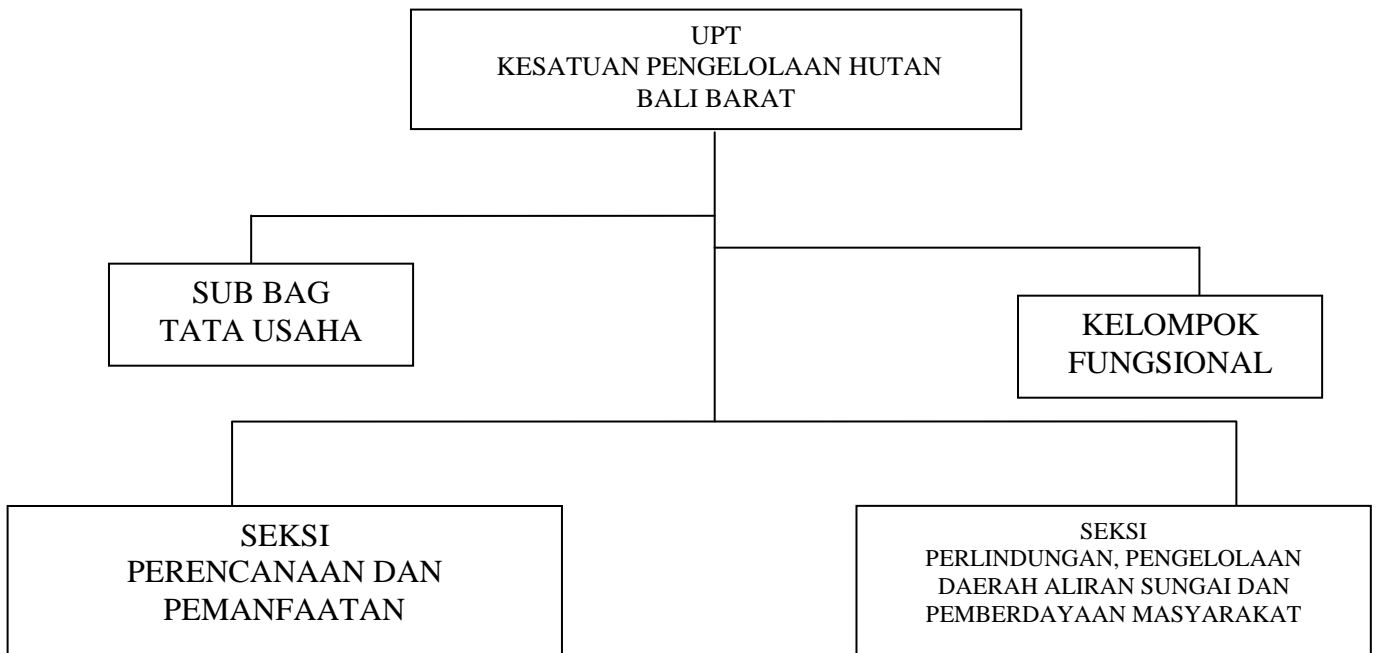 UPT
KESATUAN PENGELOLAAN HUTAN
BALI BARAT
SUB BAG
TATA USAHA
KELOMPOK
FUNGSIONAL
SEKSI
PERENCANAAN DAN
PEMANFAATAN
SEKSI
PERLINDUNGAN, PENGELOLAAN
DAERAH ALIRAN SUNGAI DAN
PEMBERDAYAAN MASYARAKAT